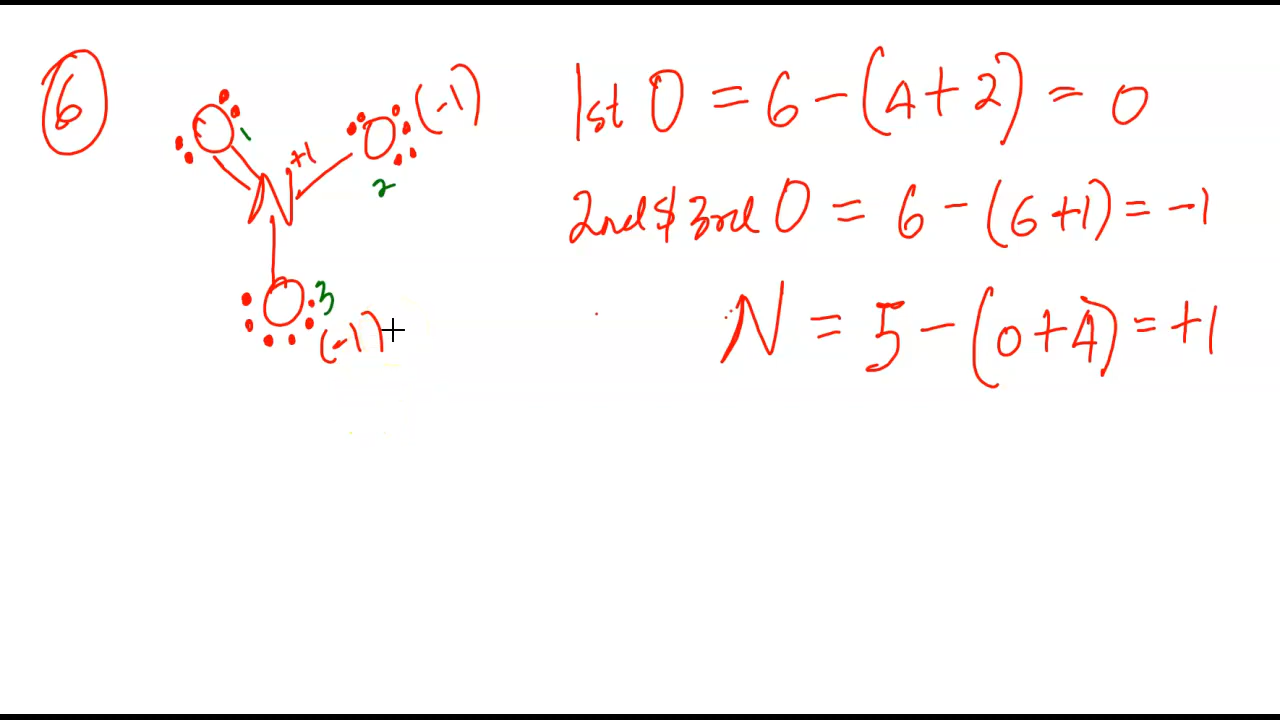 6
O 1
N +1
O (-1)
2
O 3
(-1)
1st O = 6 - (4 + 2) = 0
2nd & 3rd O = 6 - (6 + 1) = -1
N = 5 - (0 + 4) = +1